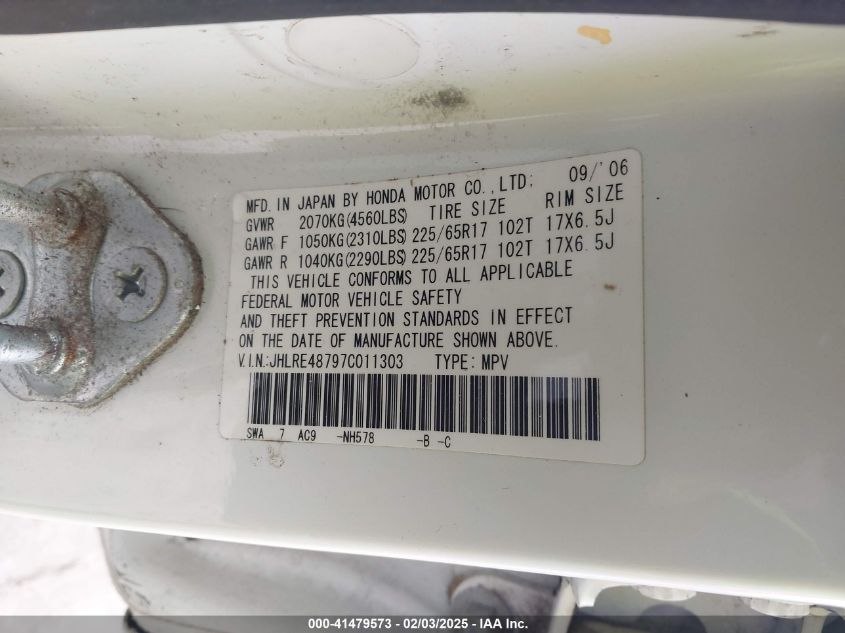 MFD. IN JAPAN BY HONDA MOTOR CO., LTD; 09/'06
GVWR 2070KG(4560LBS) TIRE SIZE RIM SIZE
GAWR F 1050KG(2310LBS) 225/65R17 102T 17X6.5J
GAWR R 1040KG(2290LBS) 225/65R17 102T 17X6.5J
THIS VEHICLE CONFORMS TO ALL APPLICABLE
FEDERAL MOTOR VEHICLE SAFETY
AND THEFT PREVENTION STANDARDS IN EFFECT
ON THE DATE OF MANUFACTURE SHOWN ABOVE.
V.I.N.:JHLRE48797C011303 TYPE: MPV
SWA 7 AC9 -NH578 -B -C
000-41479573 - 02/03/2025 - IAA Inc.